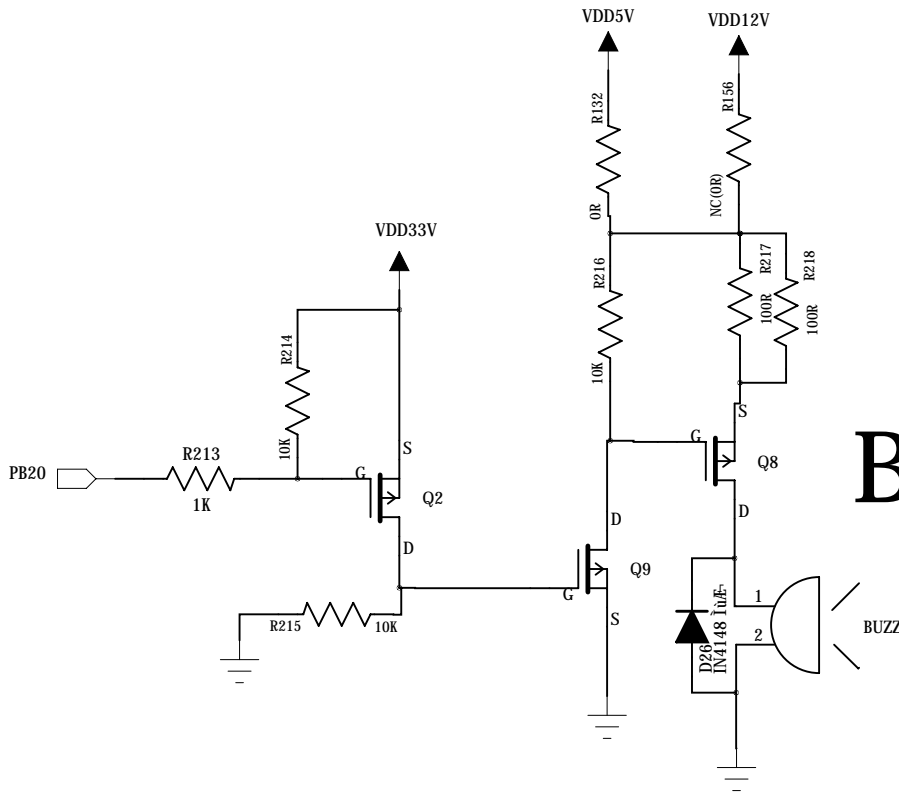 VDD5V
VDD12V
R132
R156
0R
NC(0R)
VDD33V
R216
R217
R218
100R
100R
R214
10K
10K
S
G
S
Q8
D
B
PB20
R213
1K
G
Q2
D
D
Q9
G
S
R215
10K
D26
IN4148
1
2
BUZZ